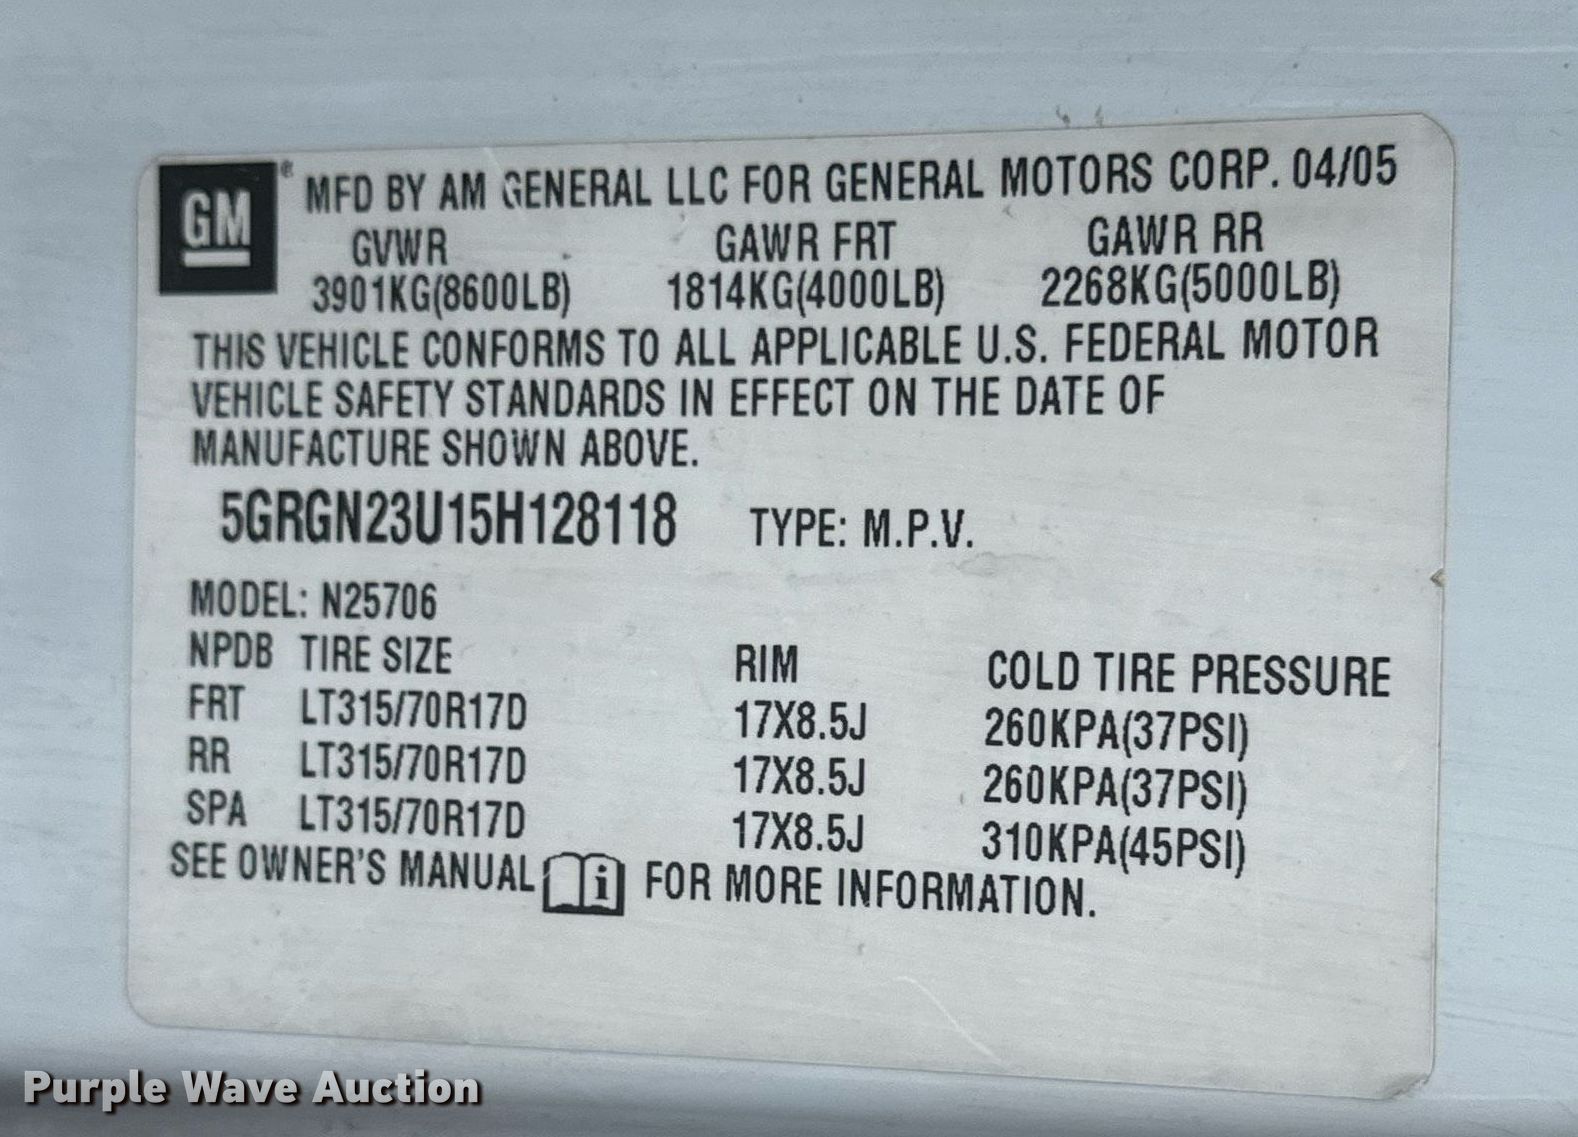 GM® MFD BY AM GENERAL LLC FOR GENERAL MOTORS CORP. 04/05
GVWR GAWR FRT GAWR RR
3901KG(8600LB) 1814KG(4000LB) 2268KG(5000LB)
THIS VEHICLE CONFORMS TO ALL APPLICABLE U.S. FEDERAL MOTOR
VEHICLE SAFETY STANDARDS IN EFFECT ON THE DATE OF
MANUFACTURE SHOWN ABOVE.
5GRGN23U15H128118 TYPE: M.P.V.
MODEL: N25706
NPDB TIRE SIZE RIM COLD TIRE PRESSURE
FRT LT315/70R17D 17X8.5J 260KPA(37PSI)
RR LT315/70R17D 17X8.5J 260KPA(37PSI)
SPA LT315/70R17D 17X8.5J 310KPA(45PSI)
SEE OWNER'S MANUAL i FOR MORE INFORMATION.
Purple Wave Auction